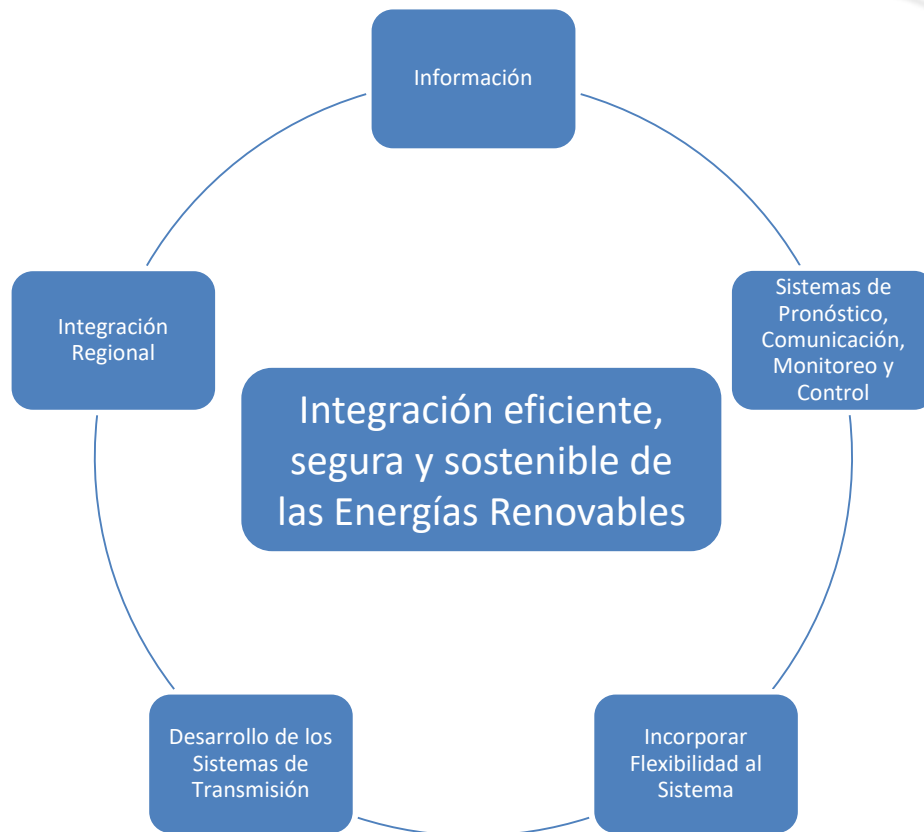 Información
Sistemas de
Pronóstico,
Comunicación,
Monitoreo y
Control
Integración
Regional
Integración eficiente,
segura y sostenible de
las Energías Renovables
Desarrollo de los
Sistemas de
Transmisión
Incorporar
Flexibilidad al
Sistema